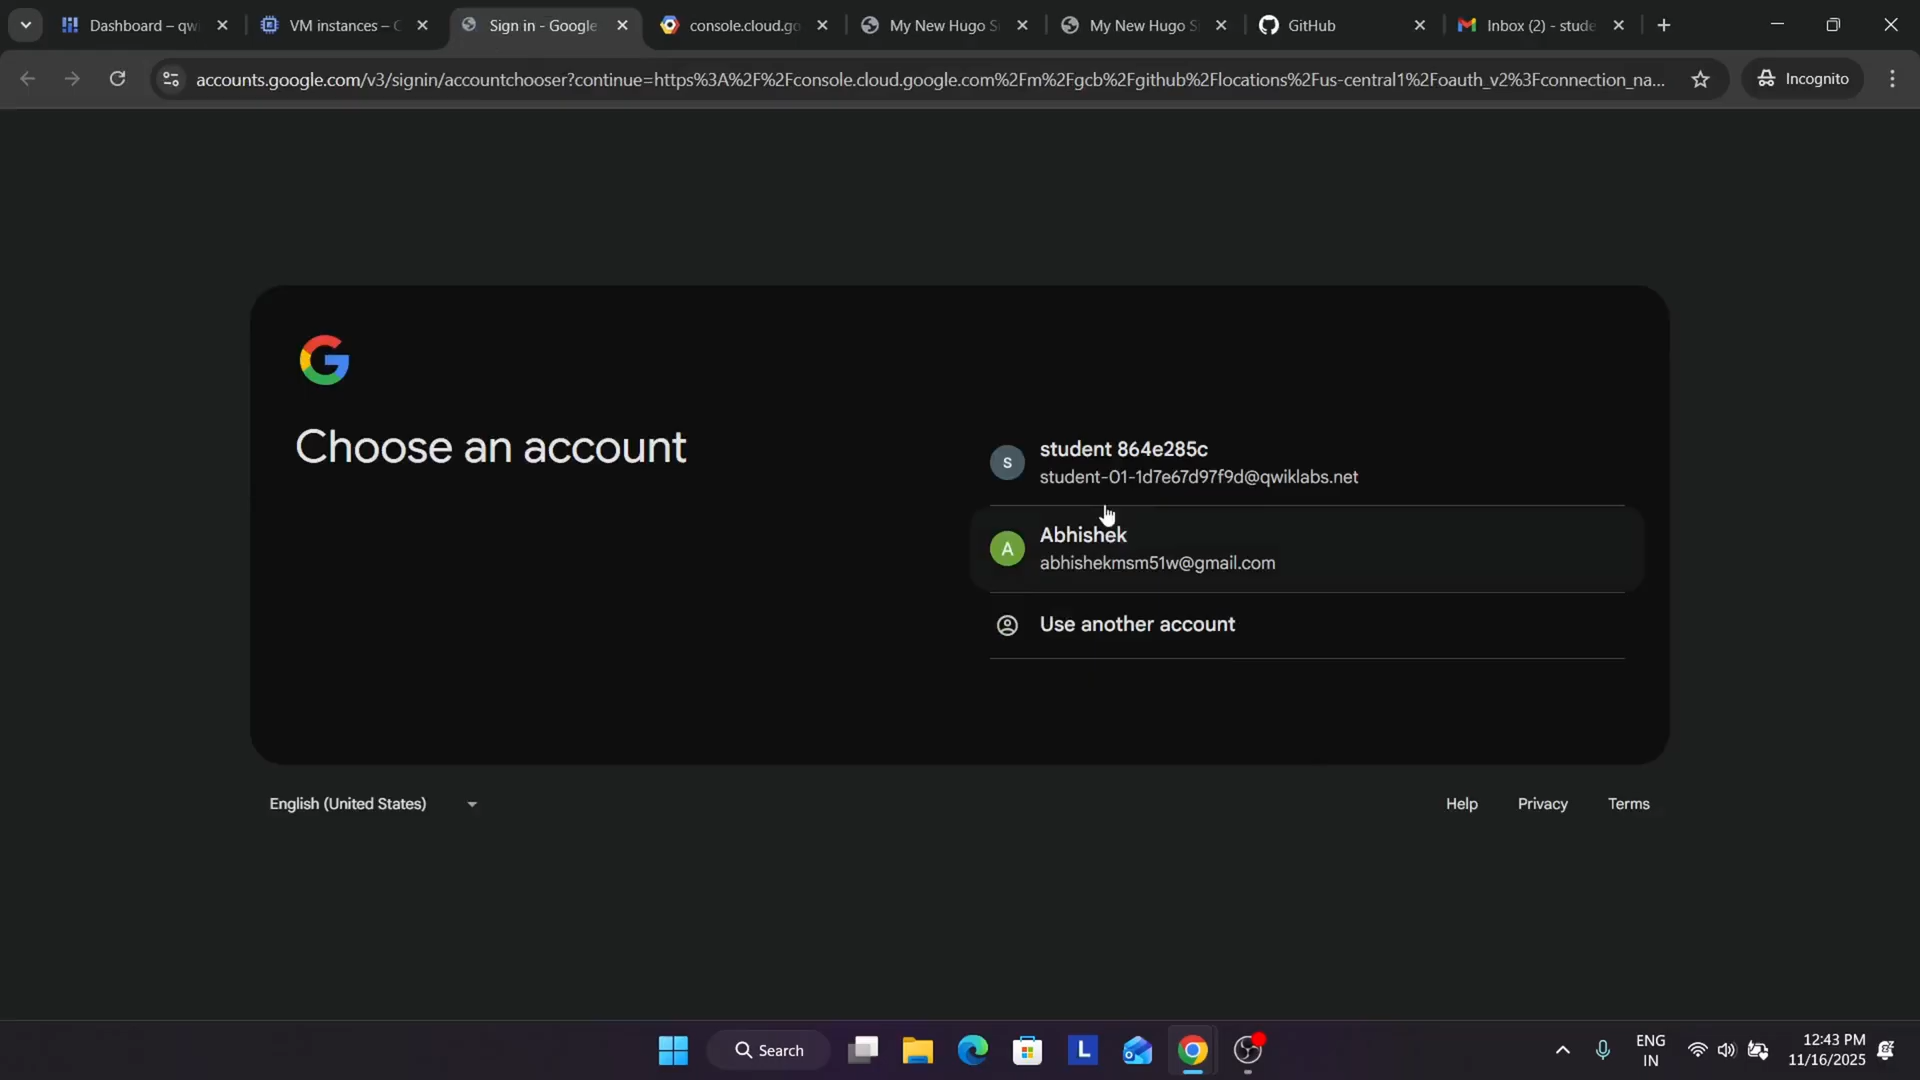 Dashboard – qw
VM instances – C
Sign in - Google
console.cloud.go
My New Hugo S
My New Hugo S
GitHub
Inbox (2) - stude
accounts.google.com/v3/signin/accountchooser?continue=https%3A%2F%2Fconsole.cloud.google.com%2Fm%2Fgcb%2Fgithub%2Flocations%2Fus-central1%2Foauth_v2%3Fconnection_na...
Incognito
Choose an account
S
student 864e285c
student-01-1d7e67d97f9d@qwiklabs.net
A
Abhishek
abhishekmsm51w@gmail.com
Use another account
English (United States)
Help
Privacy
Terms
Search
L
ENG
IN
12:43 PM
11/16/2025